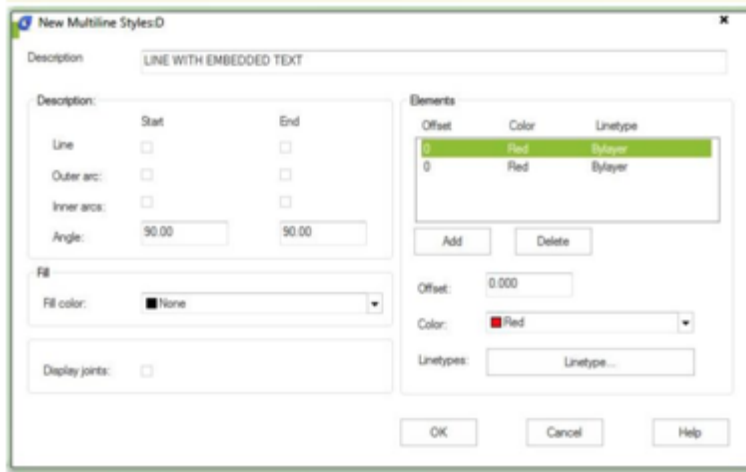 New Multiline Styles:D
Description LINE WITH EMBEDDED TEXT
Description:
Start End
Line
Outer arc:
Inner arcs:
Angle: 90.00 90.00
Fill
Fill color: None
Display joints:
Elements
Offset Color Linetype
0 Red Bylayer
0 Red Bylayer
Add Delete
Offset: 0.000
Color: Red
Linetypes: Linetype...
OK Cancel Help